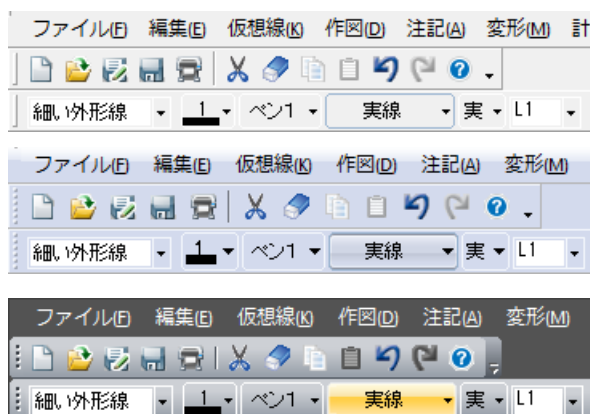 ファイル(F) 編集(E) 仮想線(K) 作図(D) 注記(A) 変形(M) 計
細い外形線 1 ペン1 実線 実 L1
ファイル(F) 編集(E) 仮想線(K) 作図(D) 注記(A) 変形(M)
細い外形線 1 ペン1 実線 実 L1
ファイル(F) 編集(E) 仮想線(K) 作図(D) 注記(A) 変形(M)
細い外形線 1 ペン1 実線 実 L1